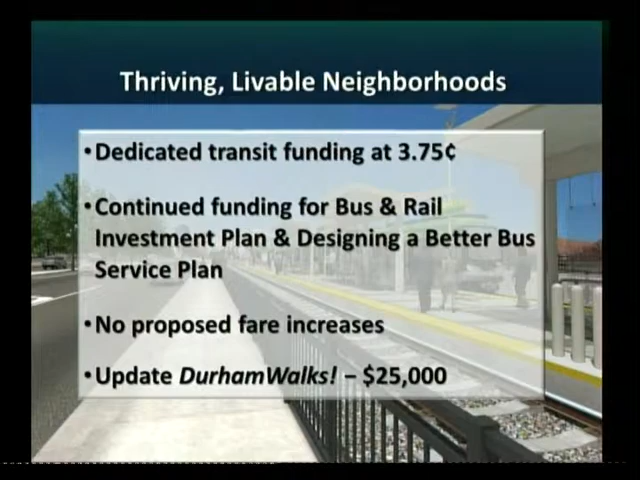 Thriving, Livable Neighborhoods
•Dedicated transit funding at 3.75¢
•Continued funding for Bus & Rail
Investment Plan & Designing a Better Bus
Service Plan
•No proposed fare increases
•Update DurhamWalks! – $25,000